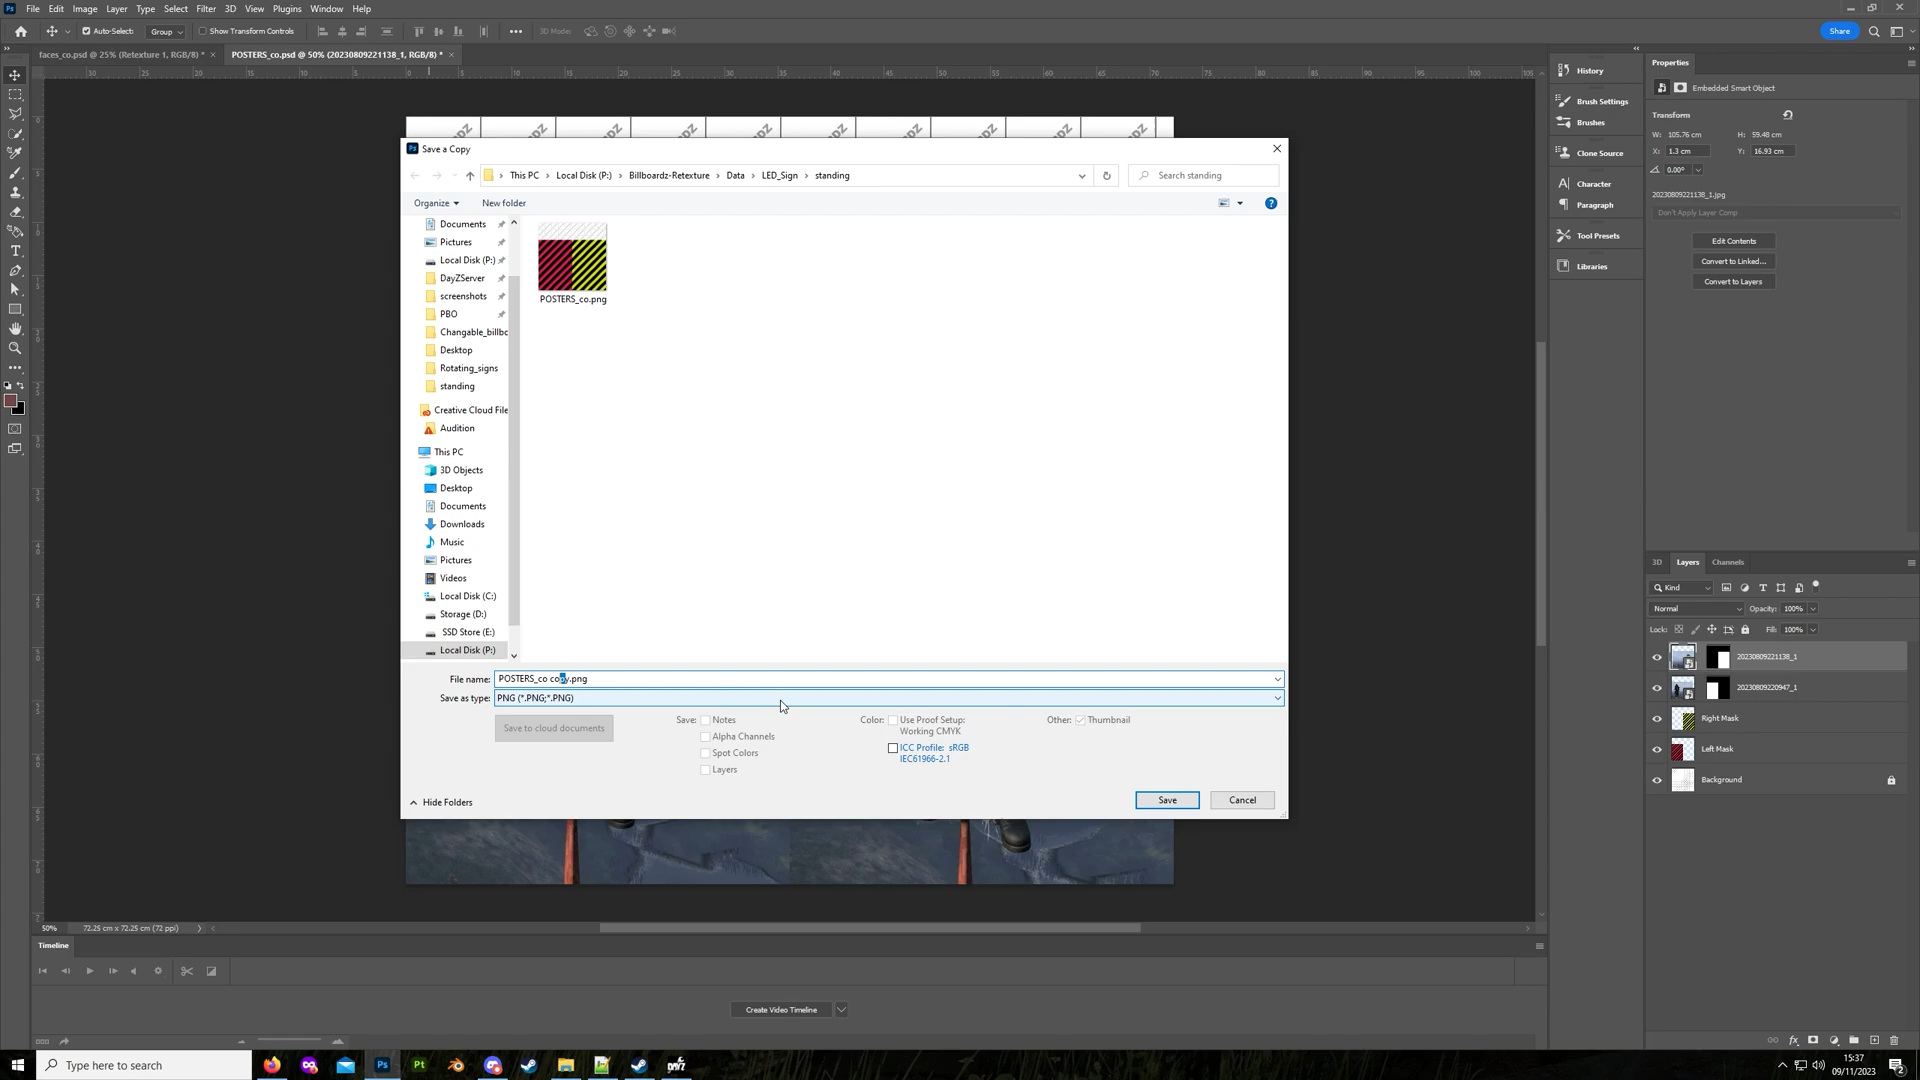 Ps File Edit Image Layer Type Select Filter 3D View Plugins Window Help
Auto-Select: Group Show Transform Controls 3D Mode: Share
faces_co.psd @ 25% (Retexture 1, RGB/8) * × POSTERS_co.psd @ 50% (20230809221138_1, RGB/8) * ×
Save a Copy
This PC > Local Disk (P:) > Billboardz-Retexture > Data > LED_Sign > standing
Search standing
Organize New folder
Documents
Pictures
Local Disk (P:)
DayZServer
screenshots
PBO
Changable_billbc
Desktop
Rotating_signs
standing
Creative Cloud File
Audition
This PC
3D Objects
Desktop
Documents
Downloads
Music
Pictures
Videos
Local Disk (C:)
Storage (D:)
SSD Store (E:)
Local Disk (P:)
POSTERS_co.png
File name: POSTERS_co copy.png
Save as type: PNG (*.PNG;*.PNG)
Save to cloud documents
Save: Notes
Alpha Channels
Spot Colors
Layers
Color: Use Proof Setup:
Working CMYK
ICC Profile: sRGB
IEC61966-2.1
Other: Thumbnail
Hide Folders
Save Cancel
History
Brush Settings
Brushes
Clone Source
Character
Paragraph
Tool Presets
Libraries
Properties
Embedded Smart Object
Transform
W: 105.76 cm H: 59.48 cm
X: 1.3 cm Y: 16.93 cm
0.00°
20230809221138_1.jpg
Don't Apply Layer Comp
Edit Contents
Convert to Linked...
Convert to Layers
3D Layers Channels
Kind
Normal Opacity: 100%
Lock: Fill: 100%
20230809221138_1
20230809220947_1
Right Mask
Left Mask
Background
50% 72.25 cm x 72.25 cm (72 ppi)
Timeline
Create Video Timeline
Type here to search
Ps Pt
15:37
09/11/2023
2